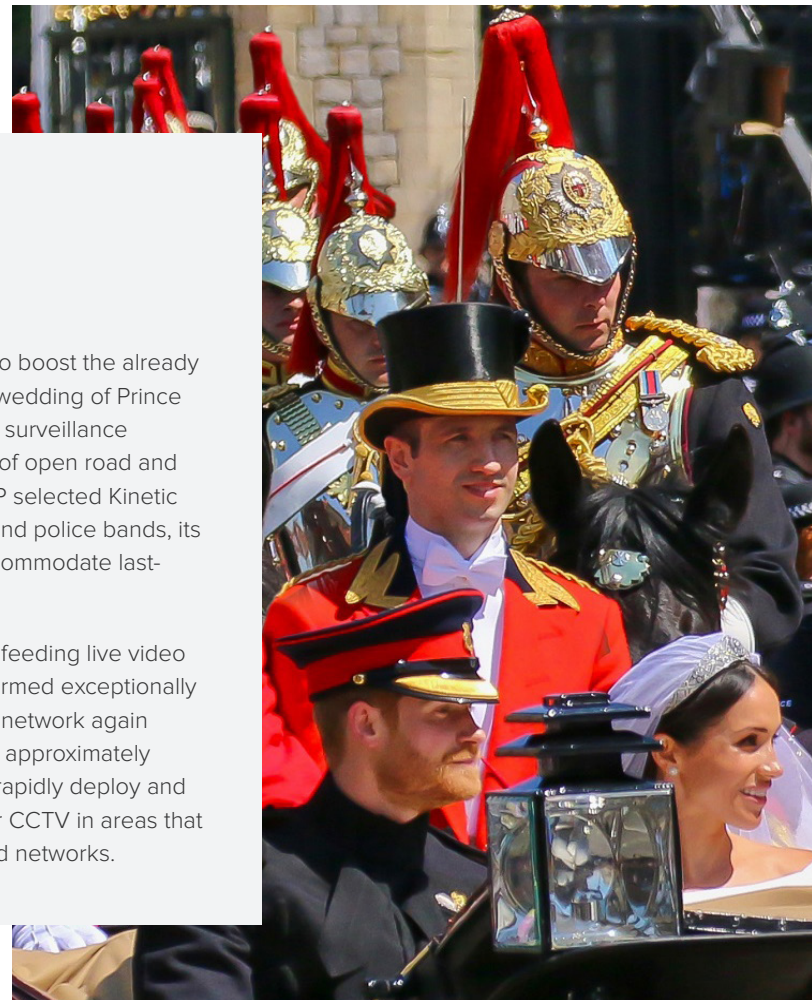 o boost the already
wedding of Prince
surveillance
of open road and
P selected Kinetic
nd police bands, its
commodate last-
feeding live video
rmed exceptionally
network again
approximately
rapidly deploy and
r CCTV in areas that
d networks.